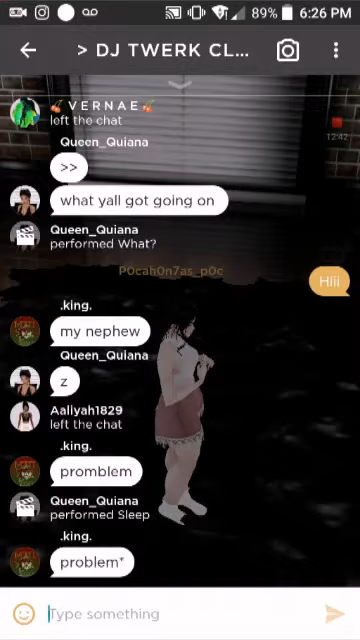 89% 6:26 PM
> DJ TWERK CL...
🍒 V E R N A E 🍒
left the chat
12:42
Queen_Quiana
>>
what yall got going on
Queen_Quiana
performed What?
P0cah0n7as_p0c
Hiii
.king.
my nephew
Queen_Quiana
z
Aaliyah1829
left the chat
.king.
promblem
Queen_Quiana
performed Sleep
.king.
problem*
Type something